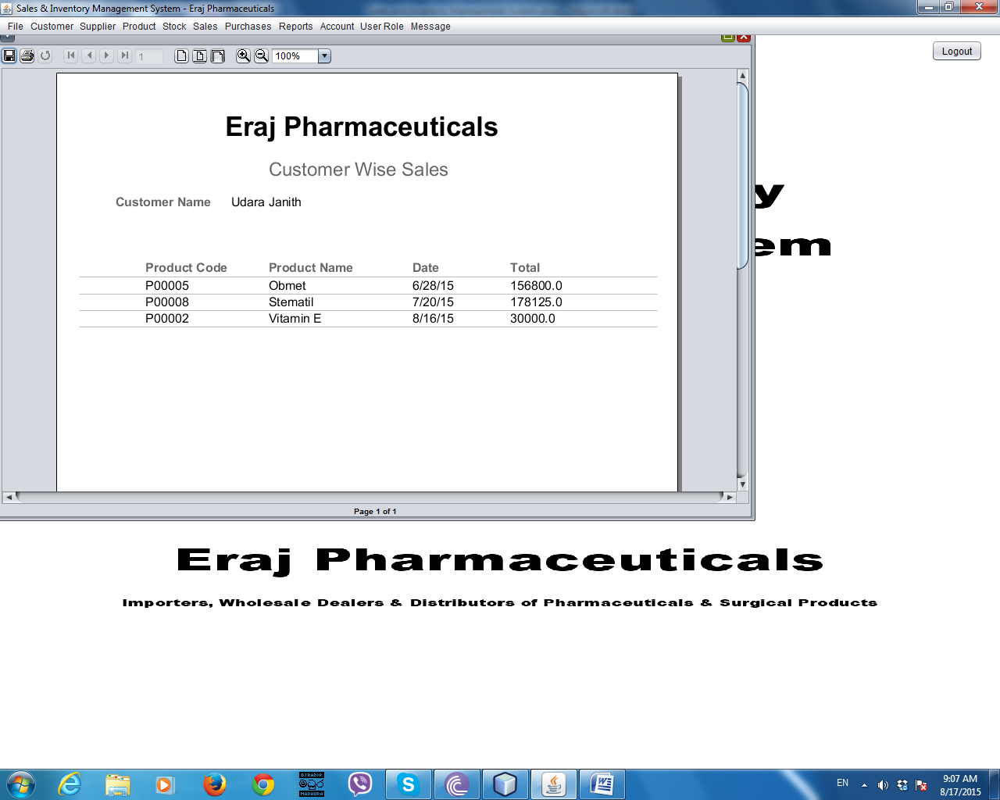 Sales & Inventory Management System - Eraj Pharmaceuticals
File Customer Supplier Product Stock Sales Purchases Reports Account User Role Message
1 100%
Logout
Eraj Pharmaceuticals
Customer Wise Sales
Customer Name Udara Janith
Product Code Product Name Date Total
P00005 Obmet 6/28/15 156800.0
P00008 Stematil 7/20/15 178125.0
P00002 Vitamin E 8/16/15 30000.0
y
em
Page 1 of 1
Eraj Pharmaceuticals
Importers, Wholesale Dealers & Distributors of Pharmaceuticals & Surgical Products
DJ RAZOR
මධුර
MADHURA
EN
9:07 AM
8/17/2015